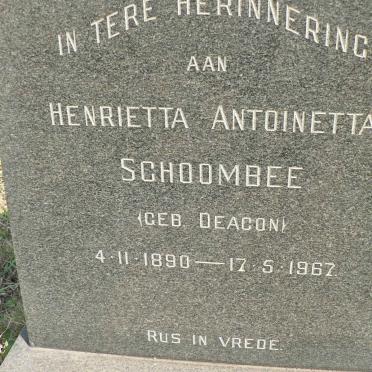 IN TERE HERINNERING
AAN
HENRIETTA ANTOINETTA
SCHOOMBEE
(GEB. DEACON)
4·11·1890 — 17·5·1967
RUS IN VREDE.